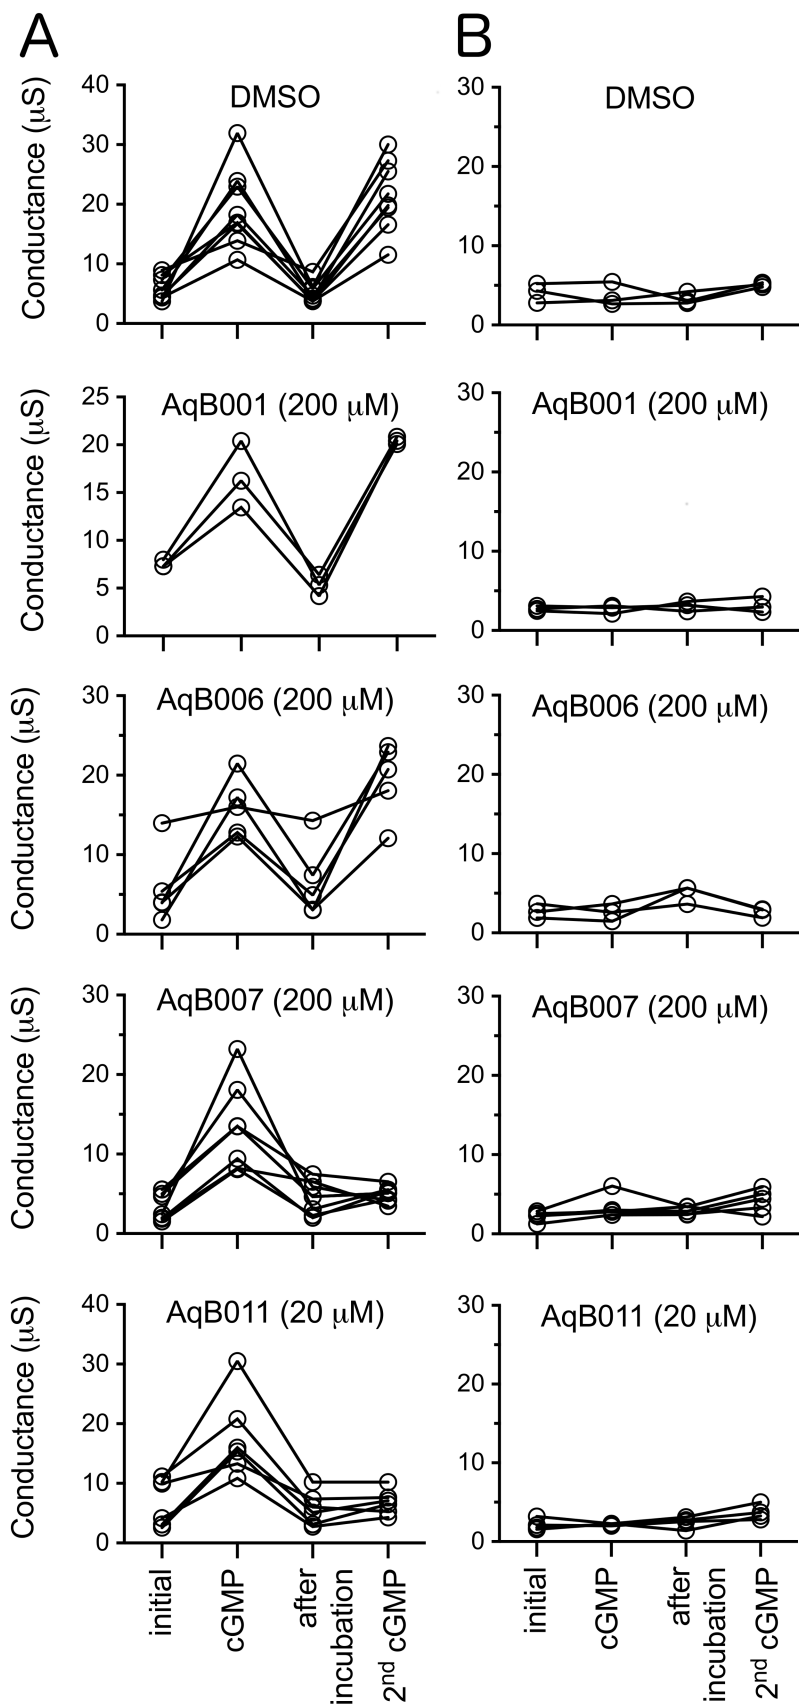 A
B
Conductance (μS)
DMSO
40
30
20
10
0
DMSO
30
20
10
0
Conductance (μS)
AqB001 (200 μM)
25
20
15
10
5
0
AqB001 (200 μM)
30
20
10
0
Conductance (μS)
AqB006 (200 μM)
30
20
10
0
AqB006 (200 μM)
30
20
10
0
Conductance (μS)
AqB007 (200 μM)
30
20
10
0
AqB007 (200 μM)
30
20
10
0
Conductance (μS)
AqB011 (20 μM)
40
30
20
10
0
AqB011 (20 μM)
30
20
10
0
initial
cGMP
after
incubation
2nd cGMP
initial
cGMP
after
incubation
2nd cGMP